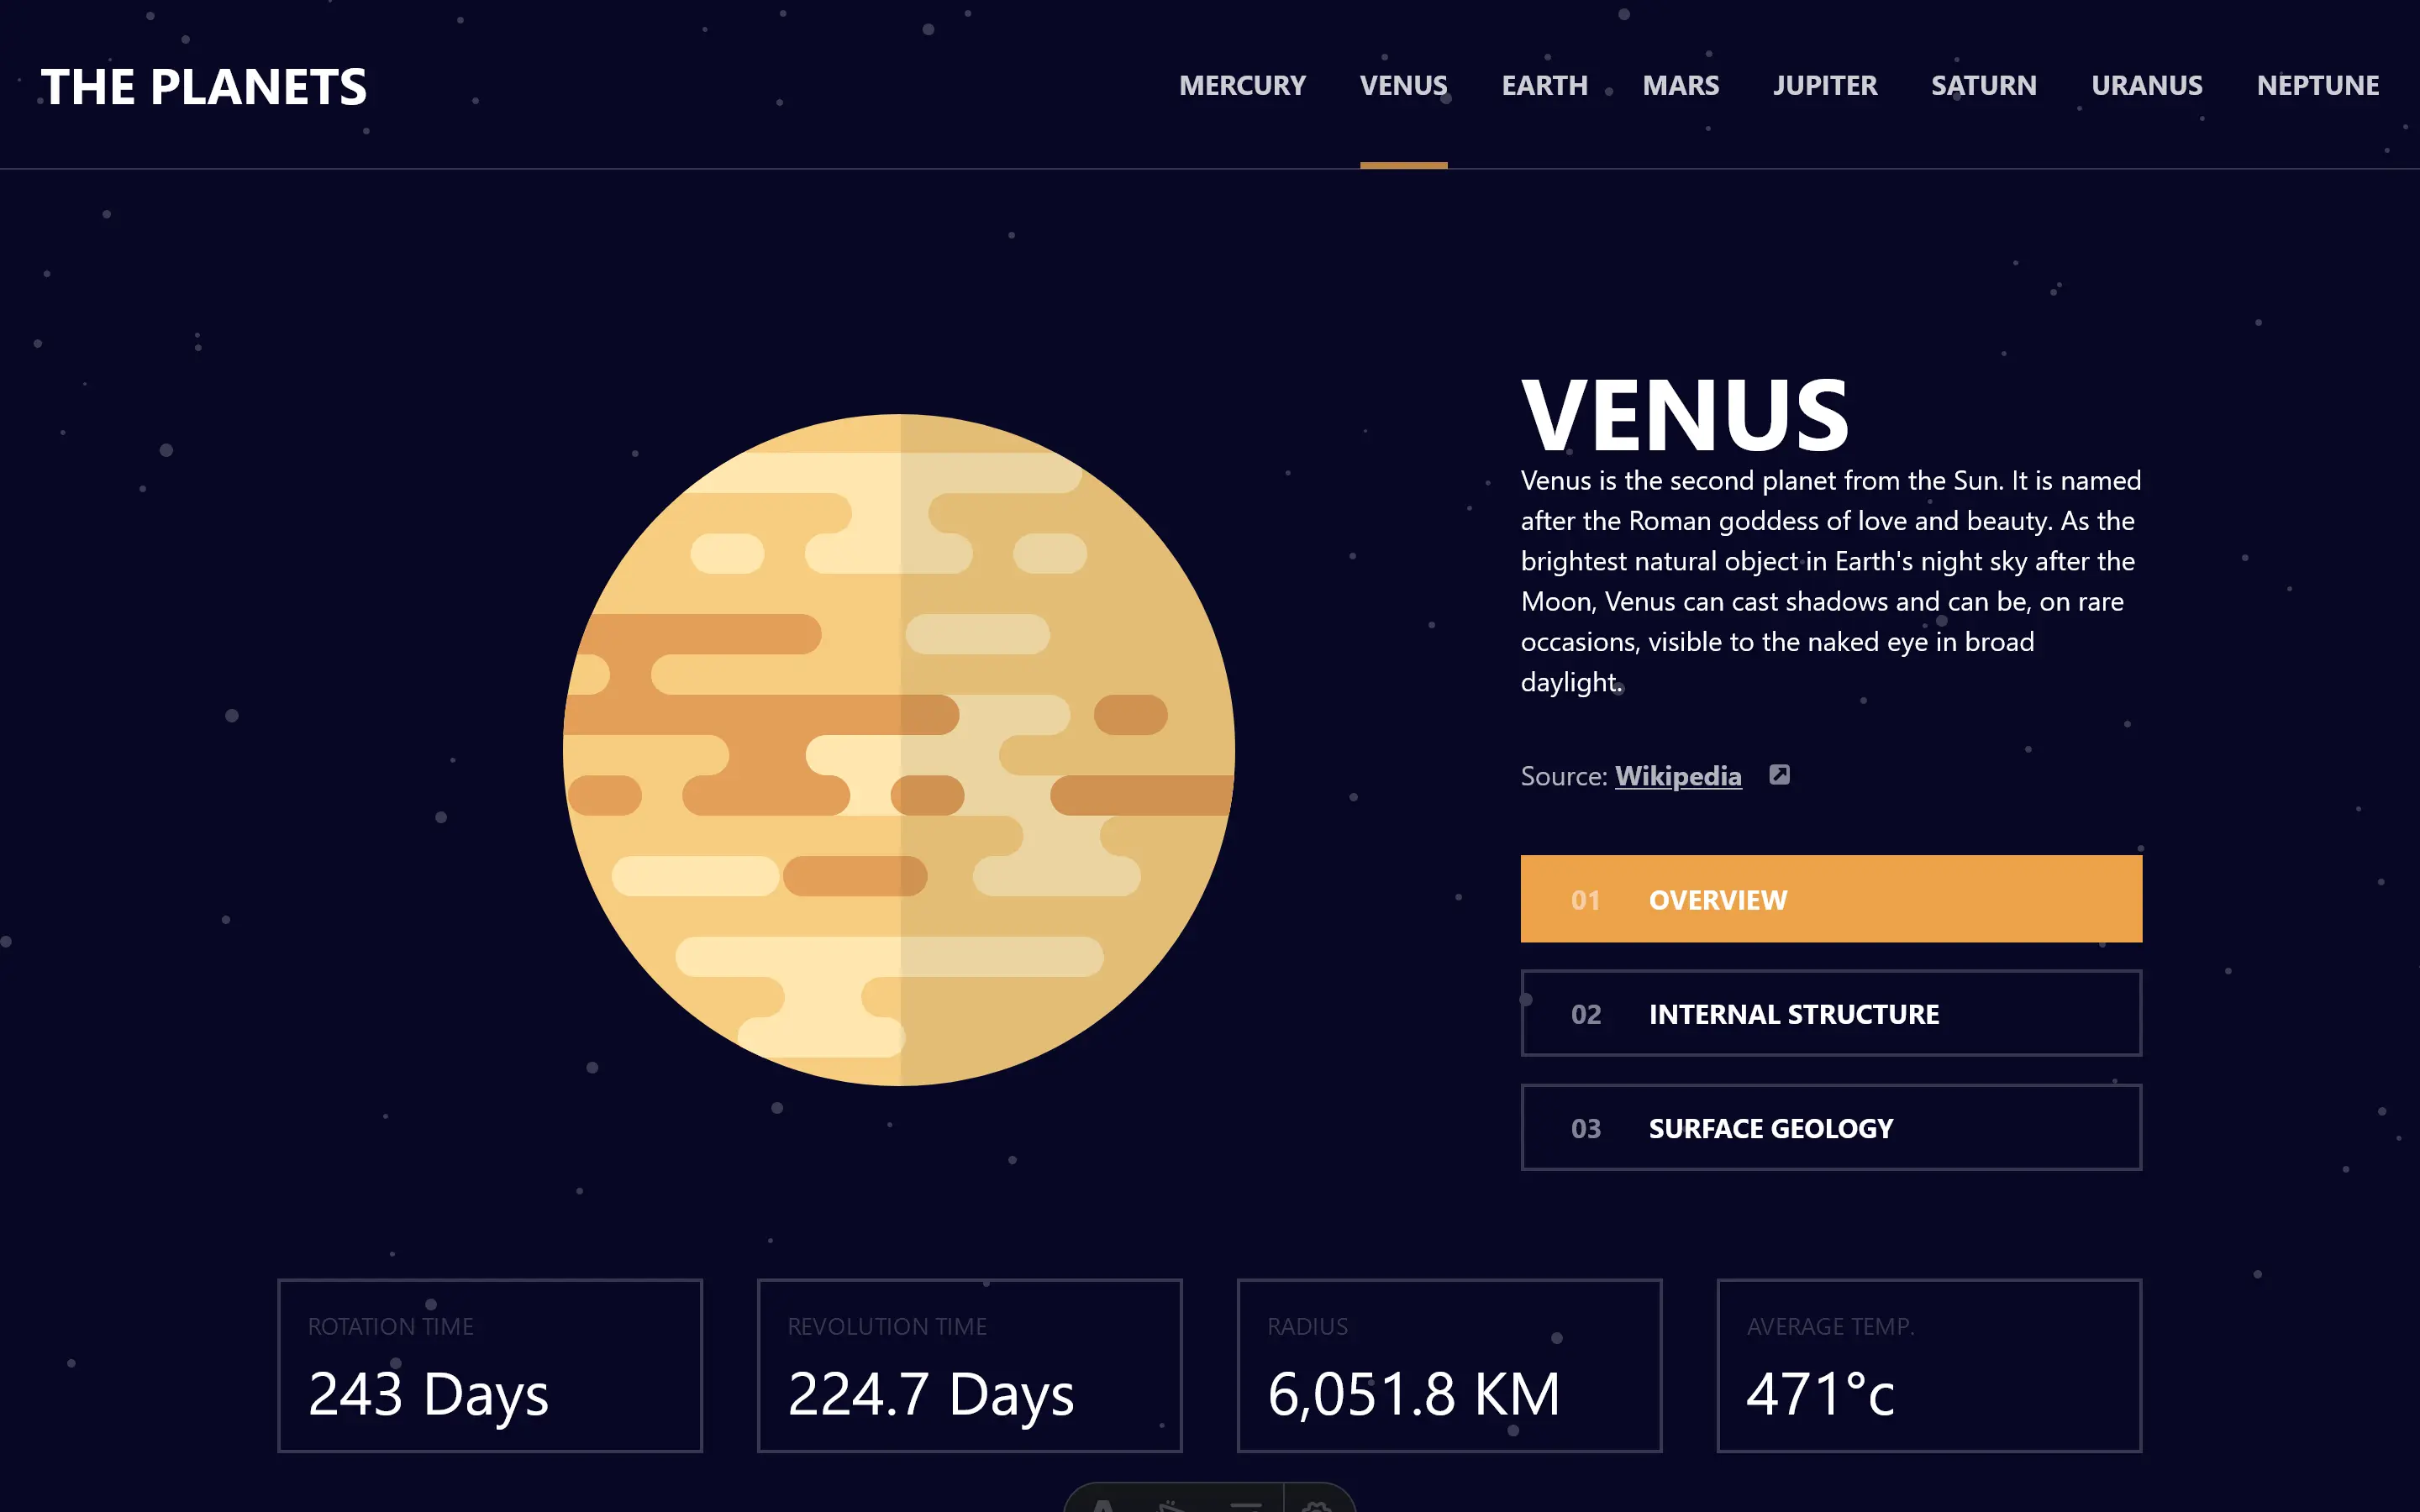 THE PLANETS
MERCURY VENUS EARTH MARS JUPITER SATURN URANUS NEPTUNE
VENUS
Venus is the second planet from the Sun. It is named
after the Roman goddess of love and beauty. As the
brightest natural object in Earth's night sky after the
Moon, Venus can cast shadows and can be, on rare
occasions, visible to the naked eye in broad
daylight.
Source: Wikipedia
01 OVERVIEW
02 INTERNAL STRUCTURE
03 SURFACE GEOLOGY
ROTATION TIME
243 Days
REVOLUTION TIME
224.7 Days
RADIUS
6,051.8 KM
AVERAGE TEMP.
471°c